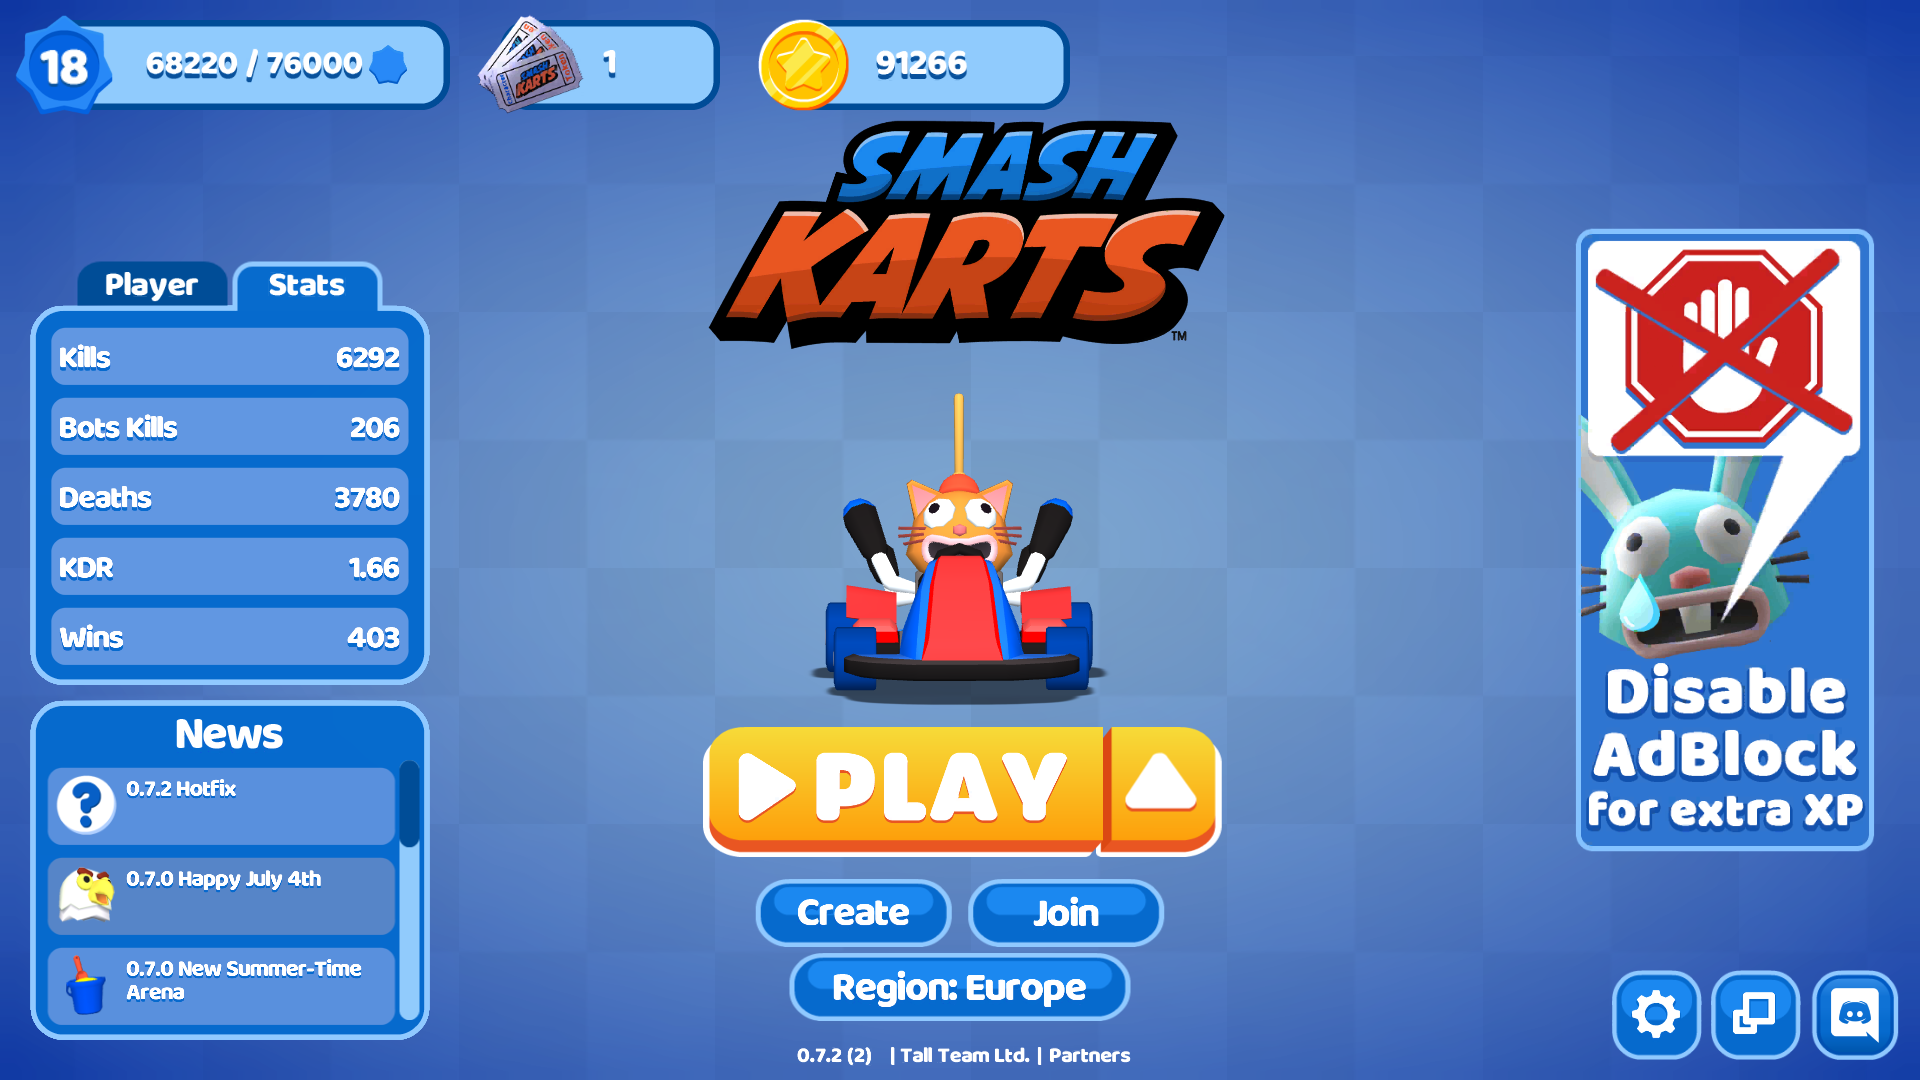 18
68220 / 76000
SMASH
KARTS
1
91266
SMASH
KARTS
TM
Player
Stats
Kills 6292
Bots Kills 206
Deaths 3780
KDR 1.66
Wins 403
News
?
0.7.2 Hotfix
0.7.0 Happy July 4th
0.7.0 New Summer-Time
Arena
PLAY
Create
Join
Region: Europe
0.7.2 (2) | Tall Team Ltd. | Partners
Disable
AdBlock
for extra XP